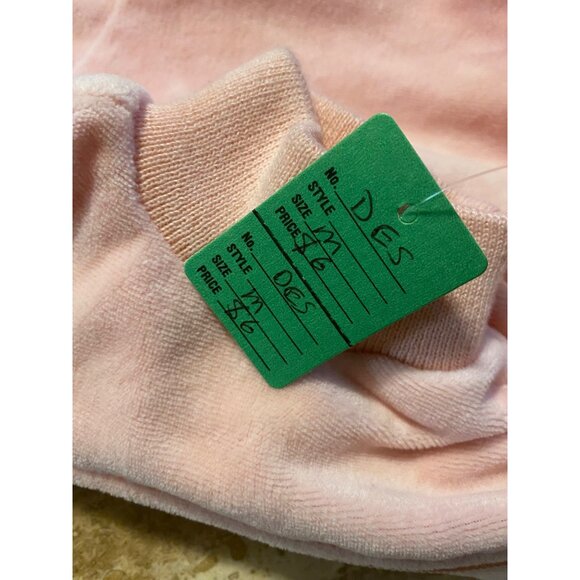 No. DES
STYLE
SIZE M
PRICE $6
No. DES
STYLE
SIZE M
PRICE $6